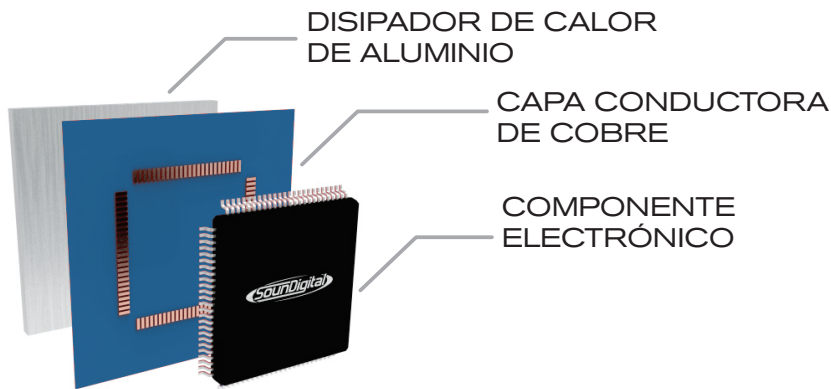 DISIPADOR DE CALOR
DE ALUMINIO
CAPA CONDUCTORA
DE COBRE
COMPONENTE
ELECTRÓNICO
SounDigital